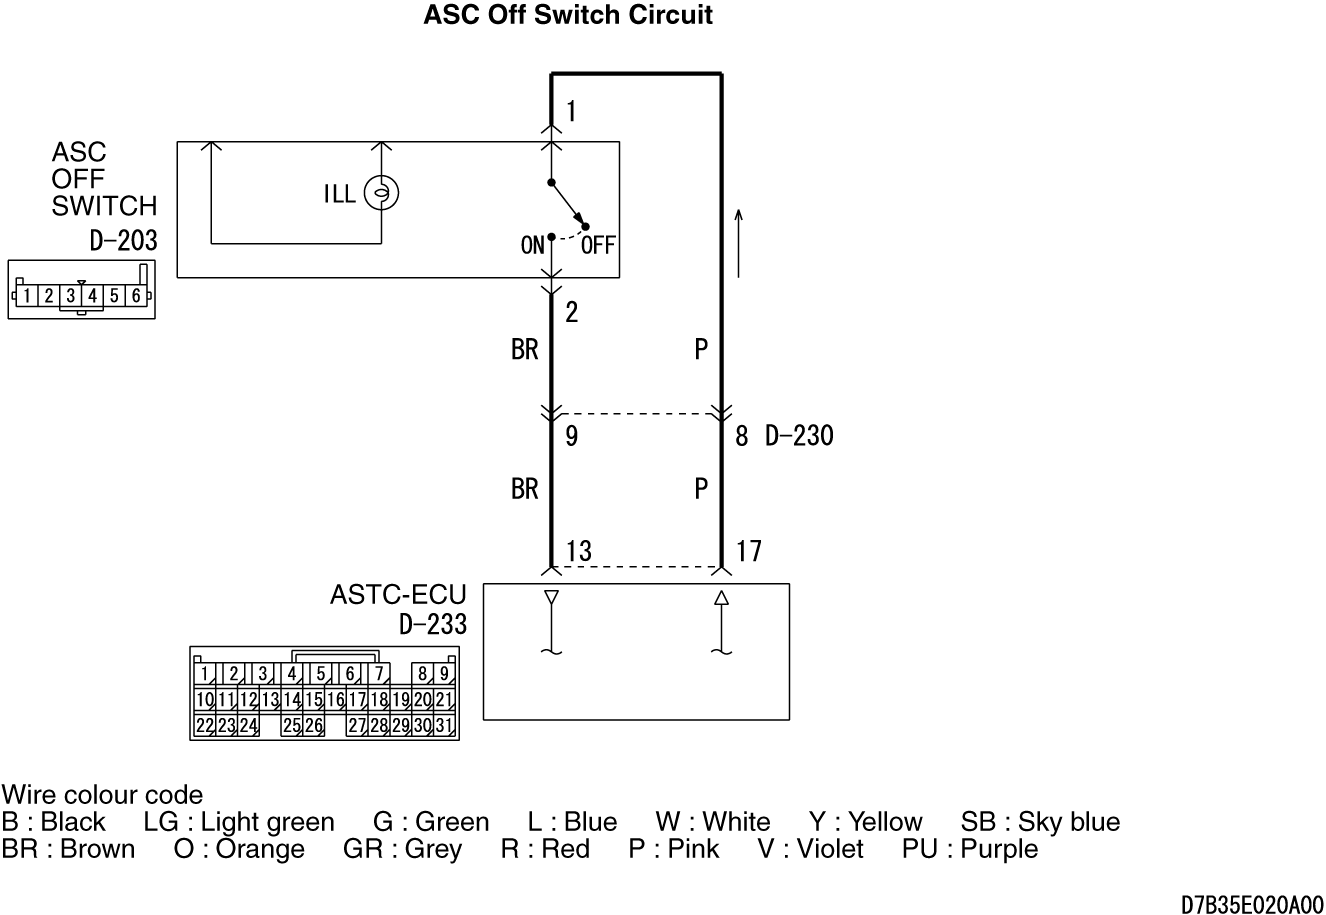 ASC Off Switch Circuit
1
ASC
OFF
SWITCH
D-203
ILL
ON
OFF
1 2 3 4 5 6
2
BR
P
9
8 D-230
BR
P
13
17
ASTC-ECU
D-233
1 2 3 4 5 6 7 8 9
10 11 12 13 14 15 16 17 18 19 20 21
22 23 24 25 26 27 28 29 30 31
Wire colour code
B : Black LG : Light green G : Green L : Blue W : White Y : Yellow SB : Sky blue
BR : Brown O : Orange GR : Grey R : Red P : Pink V : Violet PU : Purple
D7B35E020A00